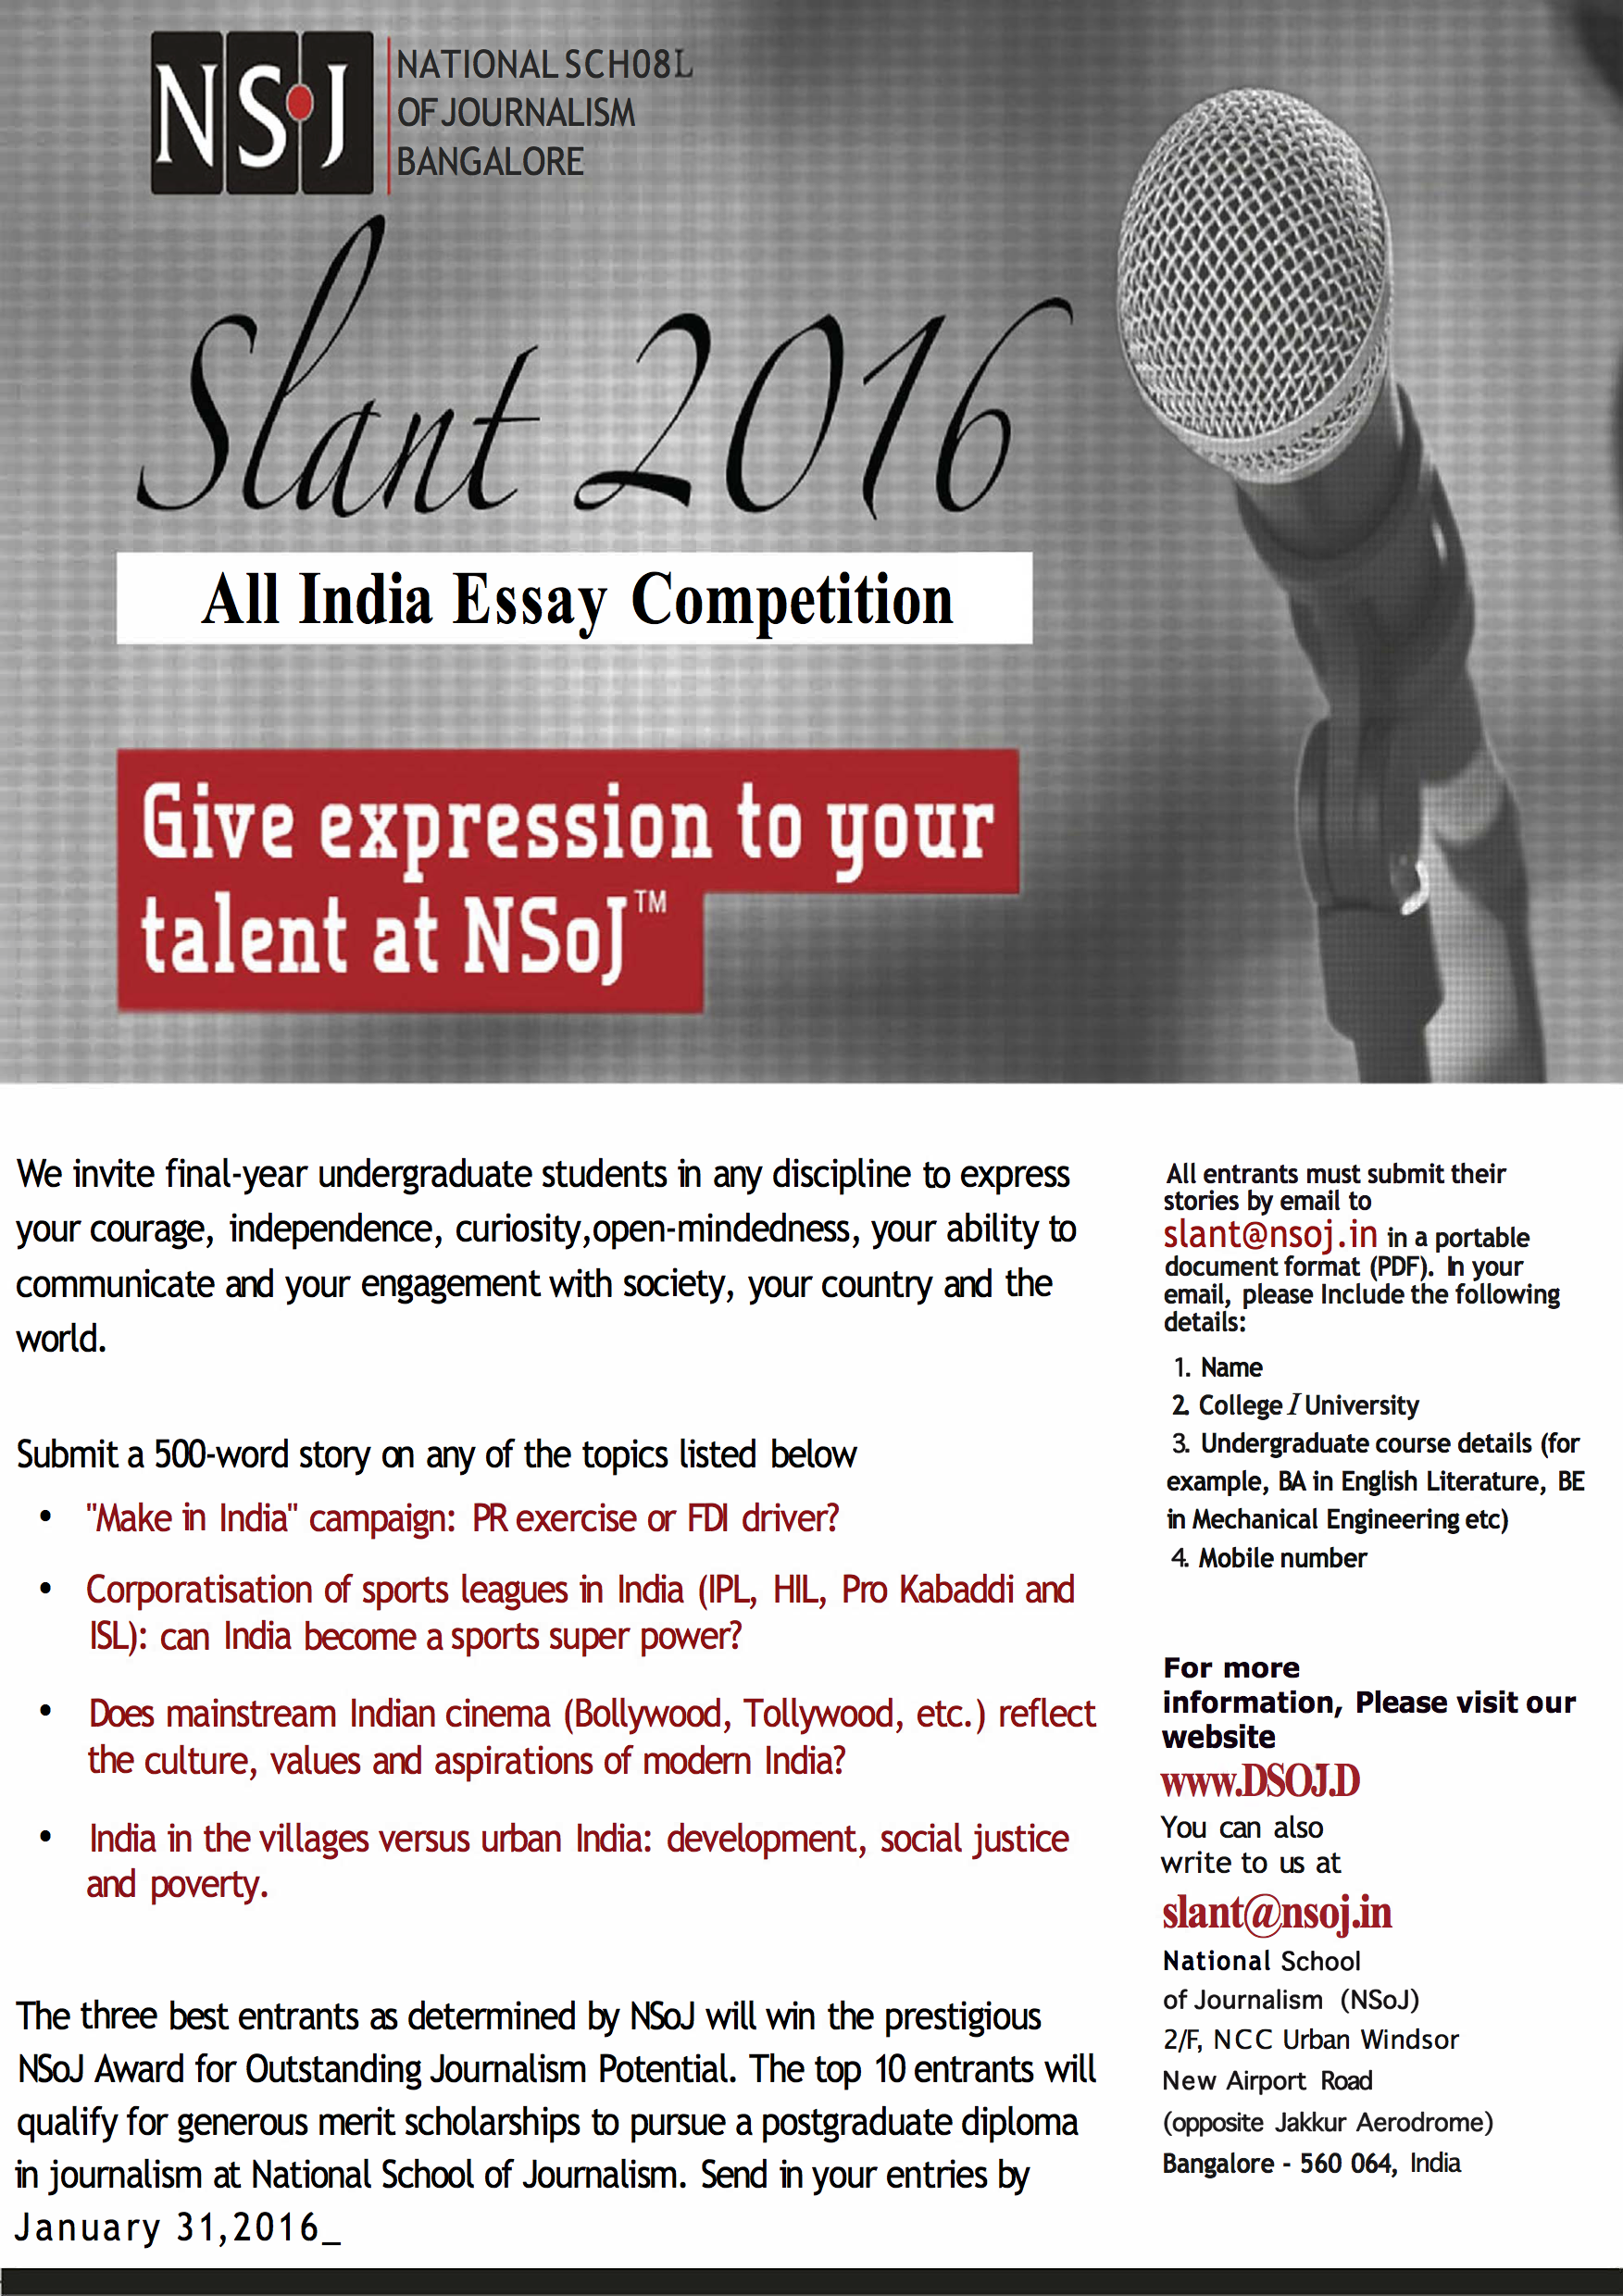 NSJ
NATIONAL SCH08L
OF JOURNALISM
BANGALORE
Slant 2016
All India Essay Competition
Give expression to your
talent at NSoJ™
We invite final-year undergraduate students in any discipline to express
your courage, independence, curiosity,open-mindedness, your ability to
communicate and your engagement with society, your country and the
world.
Submit a 500-word story on any of the topics listed below
• "Make in India" campaign: PR exercise or FDI driver?
• Corporatisation of sports leagues in India (IPL, HIL, Pro Kabaddi and
ISL): can India become a sports super power?
• Does mainstream Indian cinema (Bollywood, Tollywood, etc.) reflect
the culture, values and aspirations of modern India?
• India in the villages versus urban India: development, social justice
and poverty.
The three best entrants as determined by NSoJ will win the prestigious
NSoJ Award for Outstanding Journalism Potential. The top 10 entrants will
qualify for generous merit scholarships to pursue a postgraduate diploma
in journalism at National School of Journalism. Send in your entries by
January 31,2016_
All entrants must submit their
stories by email to
slant@nsoj.in in a portable
document format (PDF). In your
email, please Include the following
details:
1. Name
2. College I University
3. Undergraduate course details (for
example, BA in English Literature, BE
in Mechanical Engineering etc)
4. Mobile number
For more
information, Please visit our
website
www.DSOJ.D
You can also
write to us at
slant@nsoj.in
National School
of Journalism (NSoJ)
2/F, NCC Urban Windsor
New Airport Road
(opposite Jakkur Aerodrome)
Bangalore - 560 064, India